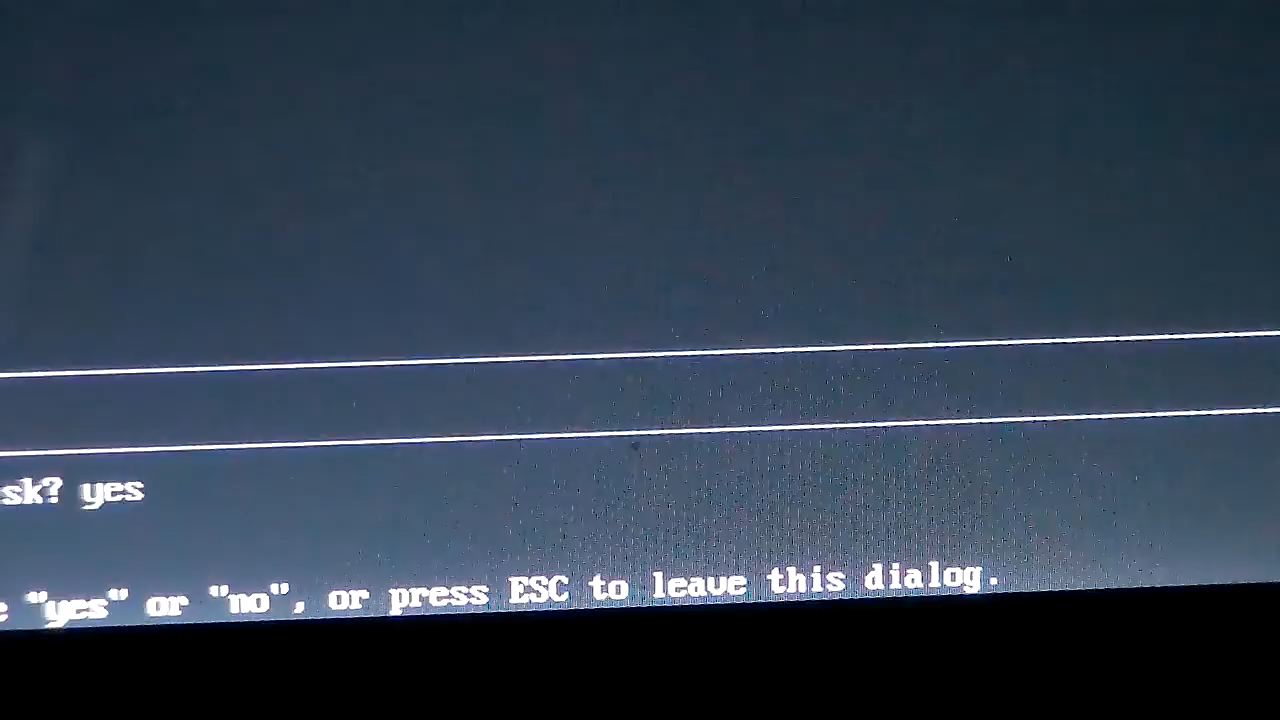 sk? yes
"yes" or "no", or press ESC to leave this dialog.